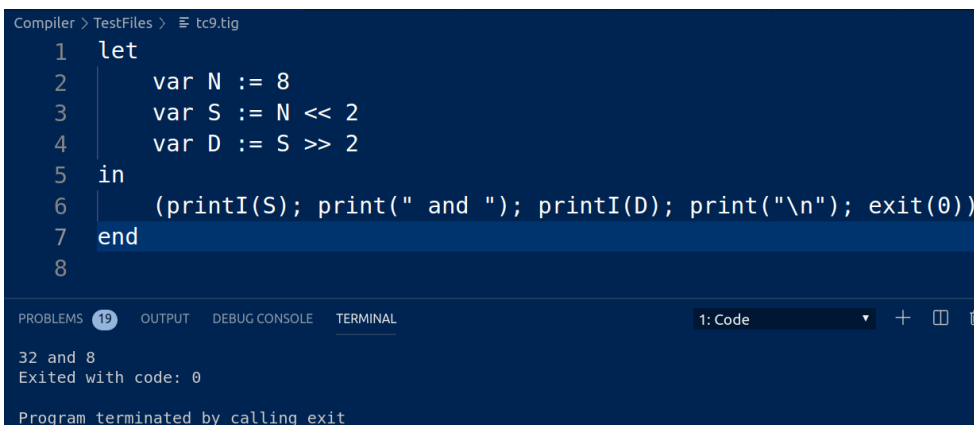 Compiler > TestFiles > tc9.tig
1 let
2     var N := 8
3     var S := N << 2
4     var D := S >> 2
5 in
6     (printI(S); print(" and "); printI(D); print("\n"); exit(0))
7 end
8
PROBLEMS 19 OUTPUT DEBUG CONSOLE TERMINAL 1: Code
32 and 8
Exited with code: 0
Program terminated by calling exit